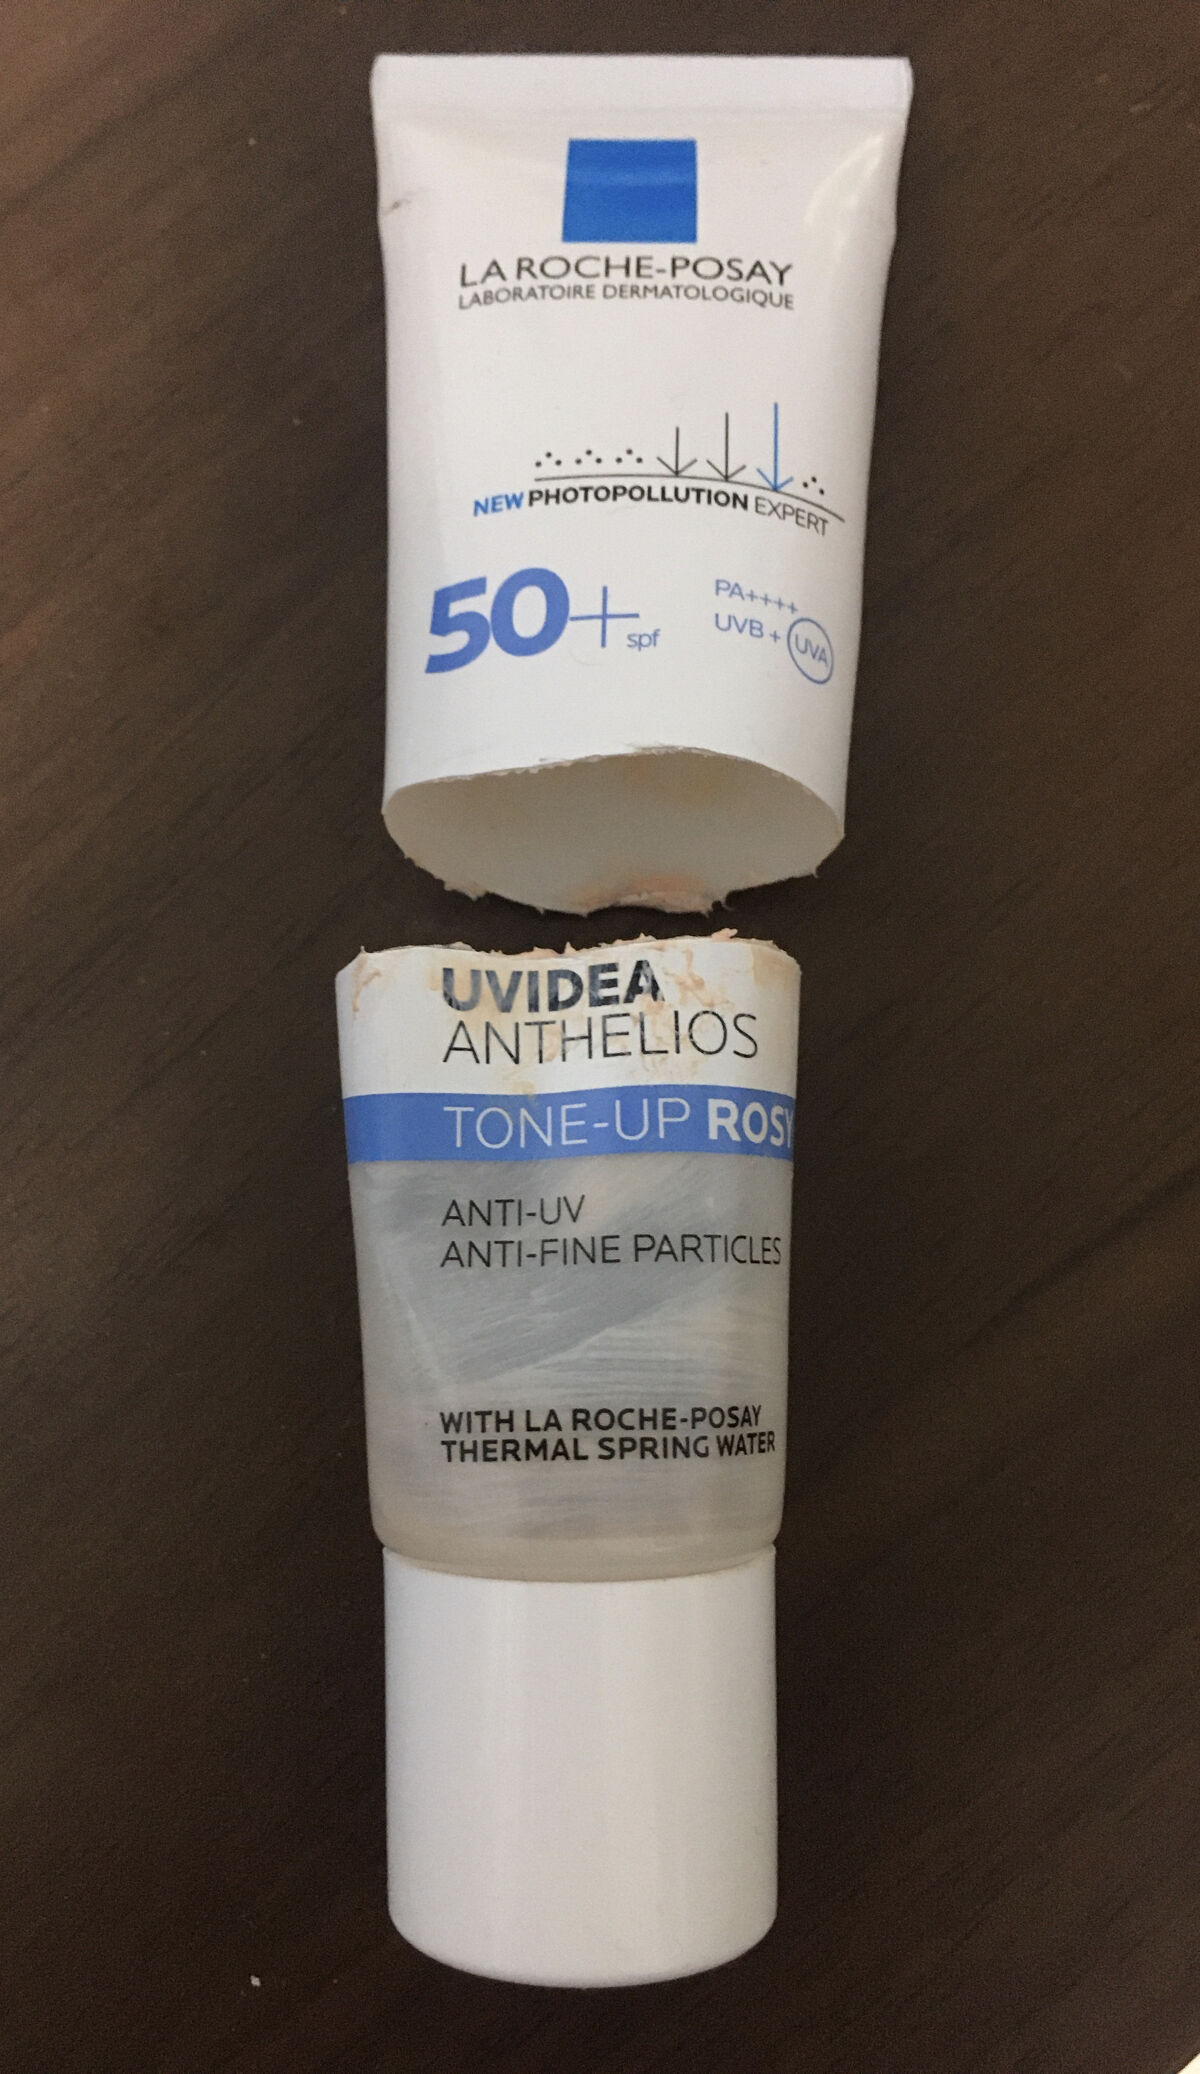 LA ROCHE-POSAY
LABORATOIRE DERMATOLOGIQUE
NEW PHOTOPOLLUTION EXPERT
50+ spf
PA++++
UVB + UVA
UVIDEA
ANTHELIOS
TONE-UP ROSY
ANTI-UV
ANTI-FINE PARTICLES
WITH LA ROCHE-POSAY
THERMAL SPRING WATER